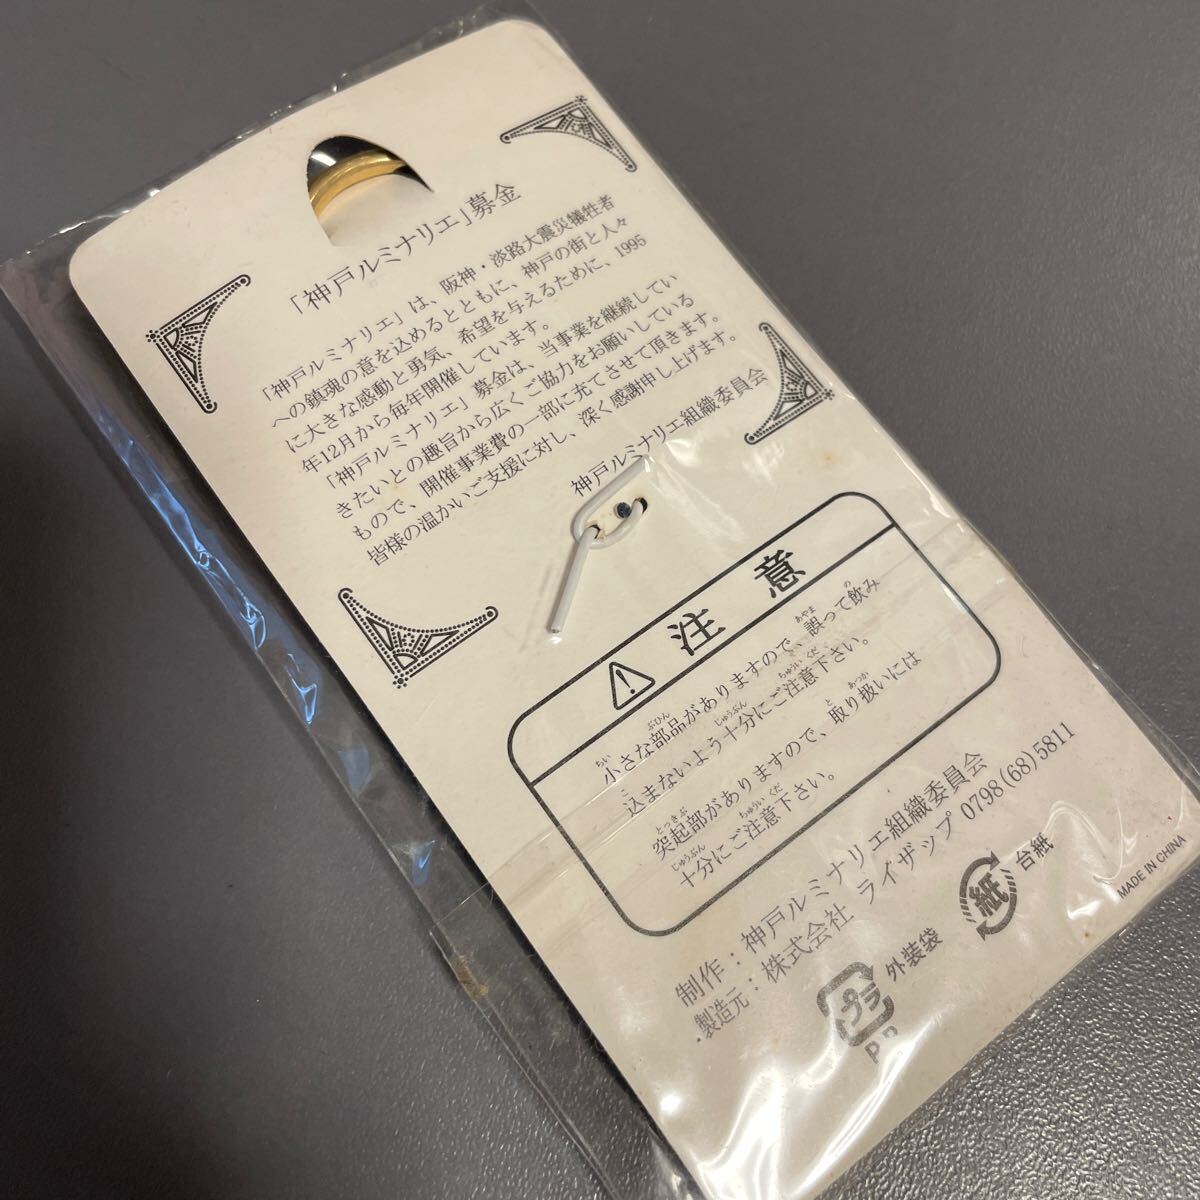 「神戸ルミナリエ」募金
「神戸ルミナリエ」は、阪神・淡路大震災犠牲者
への鎮魂の意を込めるとともに、神戸の街と人々
に大きな感動と勇気、希望を与えるために、1995
年12月から毎年開催しています。
「神戸ルミナリエ」募金は、当事業を継続してい
きたいとの趣旨から広くご協力をお願いしている
もので、開催事業費の一部に充てさせて頂きます。
皆様の温かいご支援に対し、深く感謝申し上げます。
神戸ルミナリエ組織委員会
注 意
小さな部品がありますので、誤って飲み
込まないよう十分にご注意下さい。
突起部がありますので、取り扱いには
十分にご注意下さい。
制作：神戸ルミナリエ組織委員会
製造元：株式会社 ライザップ 0798(68)5811
プラ 外装袋
紙 台紙
MADE IN CHINA